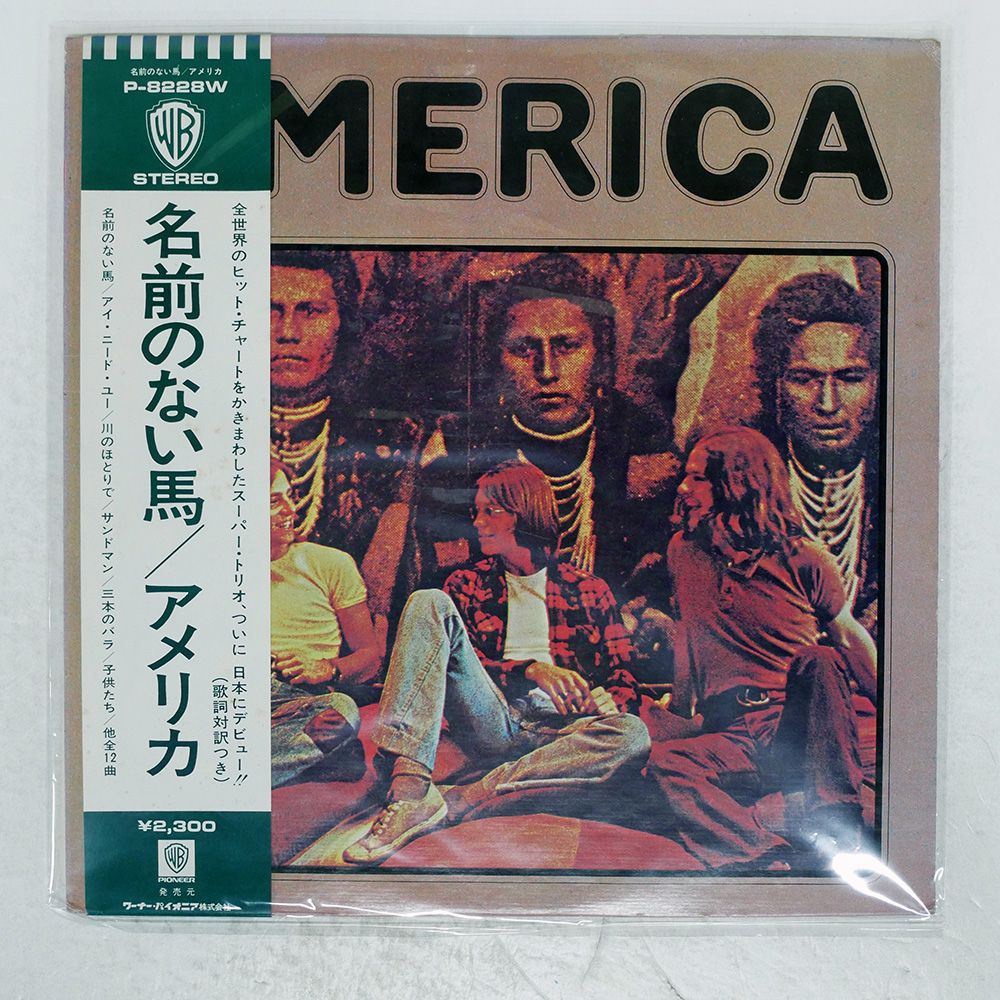 名前のない馬/アメリカ
P-8228W
WB
STEREO
MERICA
名前のない馬/アメリカ
全世界のヒット・チャートをかきまわしたスーパー・トリオ、ついに 日本にデビュー!!
(歌詞対訳つき)
名前のない馬/アイ・ニード・ユー/川のほとりで/サンドマン/三本のバラ/子供たち/他全12曲
¥2,300
WB
PIONEER
発売元
ワーナー・パイオニア株式会社